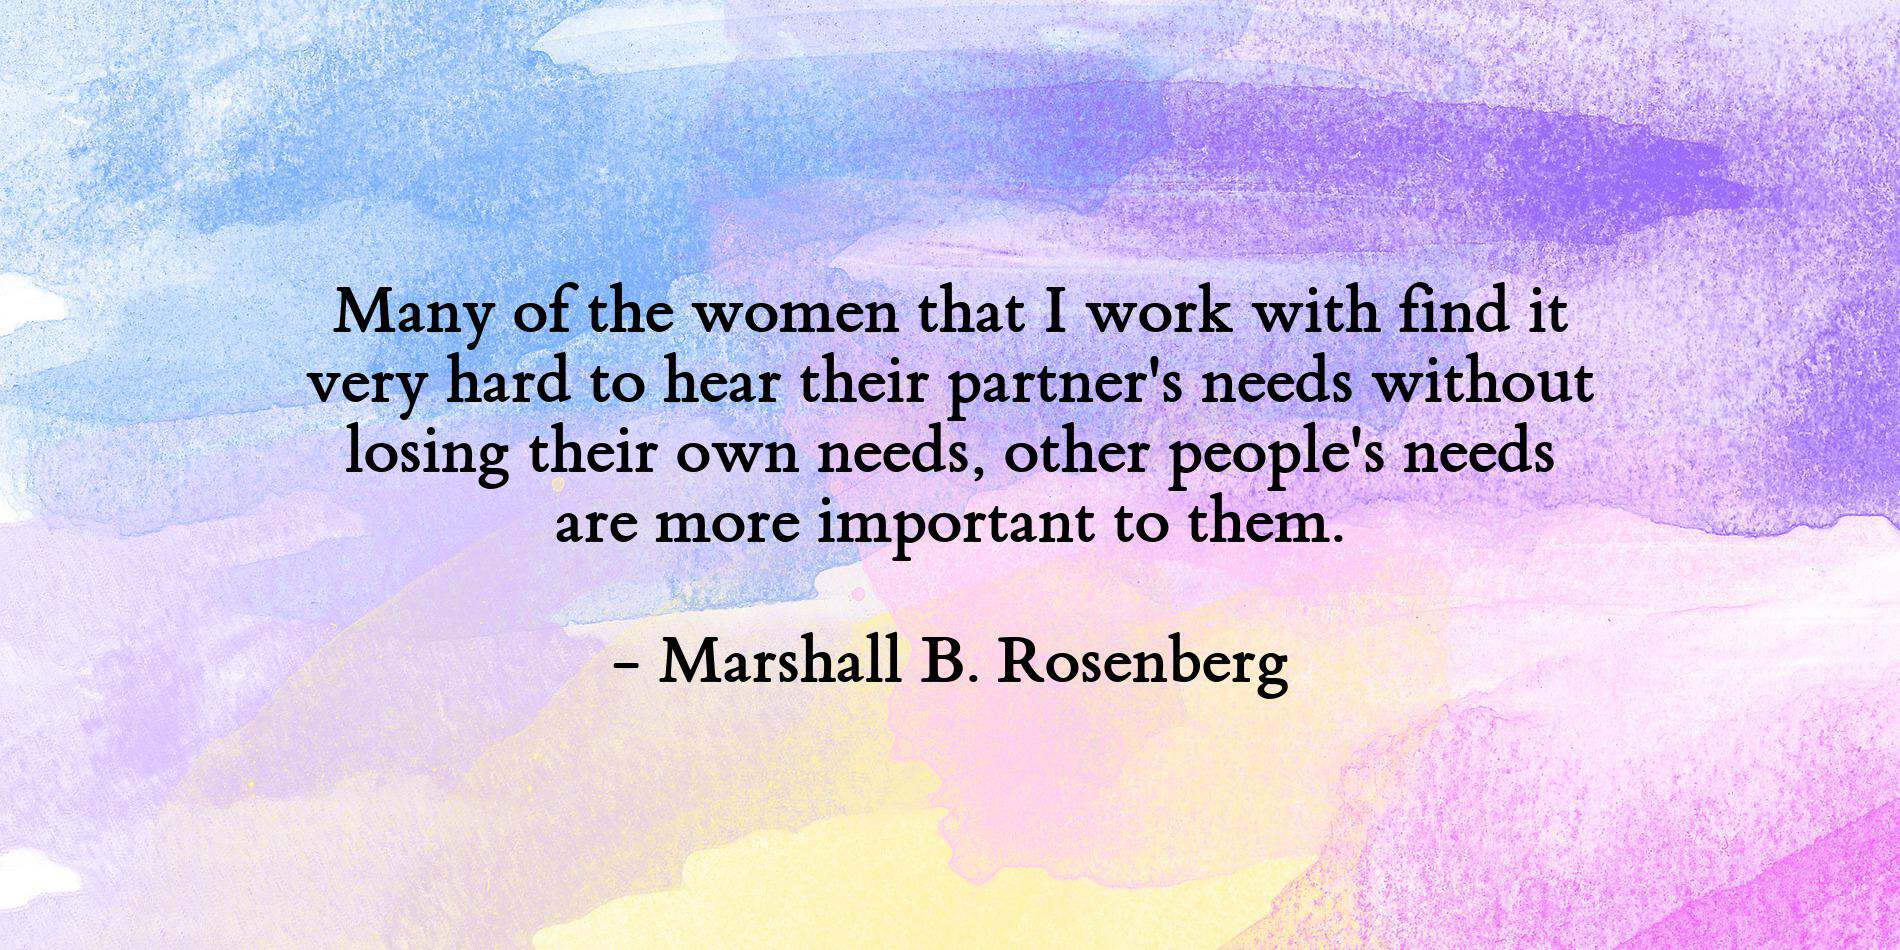 Many of the women that I work with find it
very hard to hear their partner's needs without
losing their own needs, other people's needs
are more important to them.
– Marshall B. Rosenberg